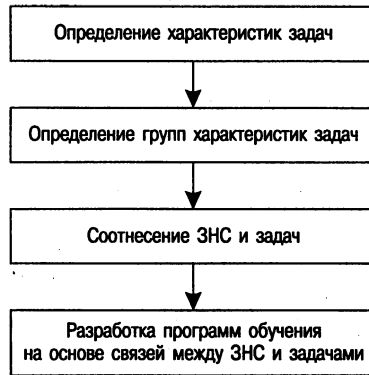 Определение характеристик задач
Определение групп характеристик задач
Соотнесение ЗНС и задач
Разработка программ обучения
на основе связей между ЗНС и задачами